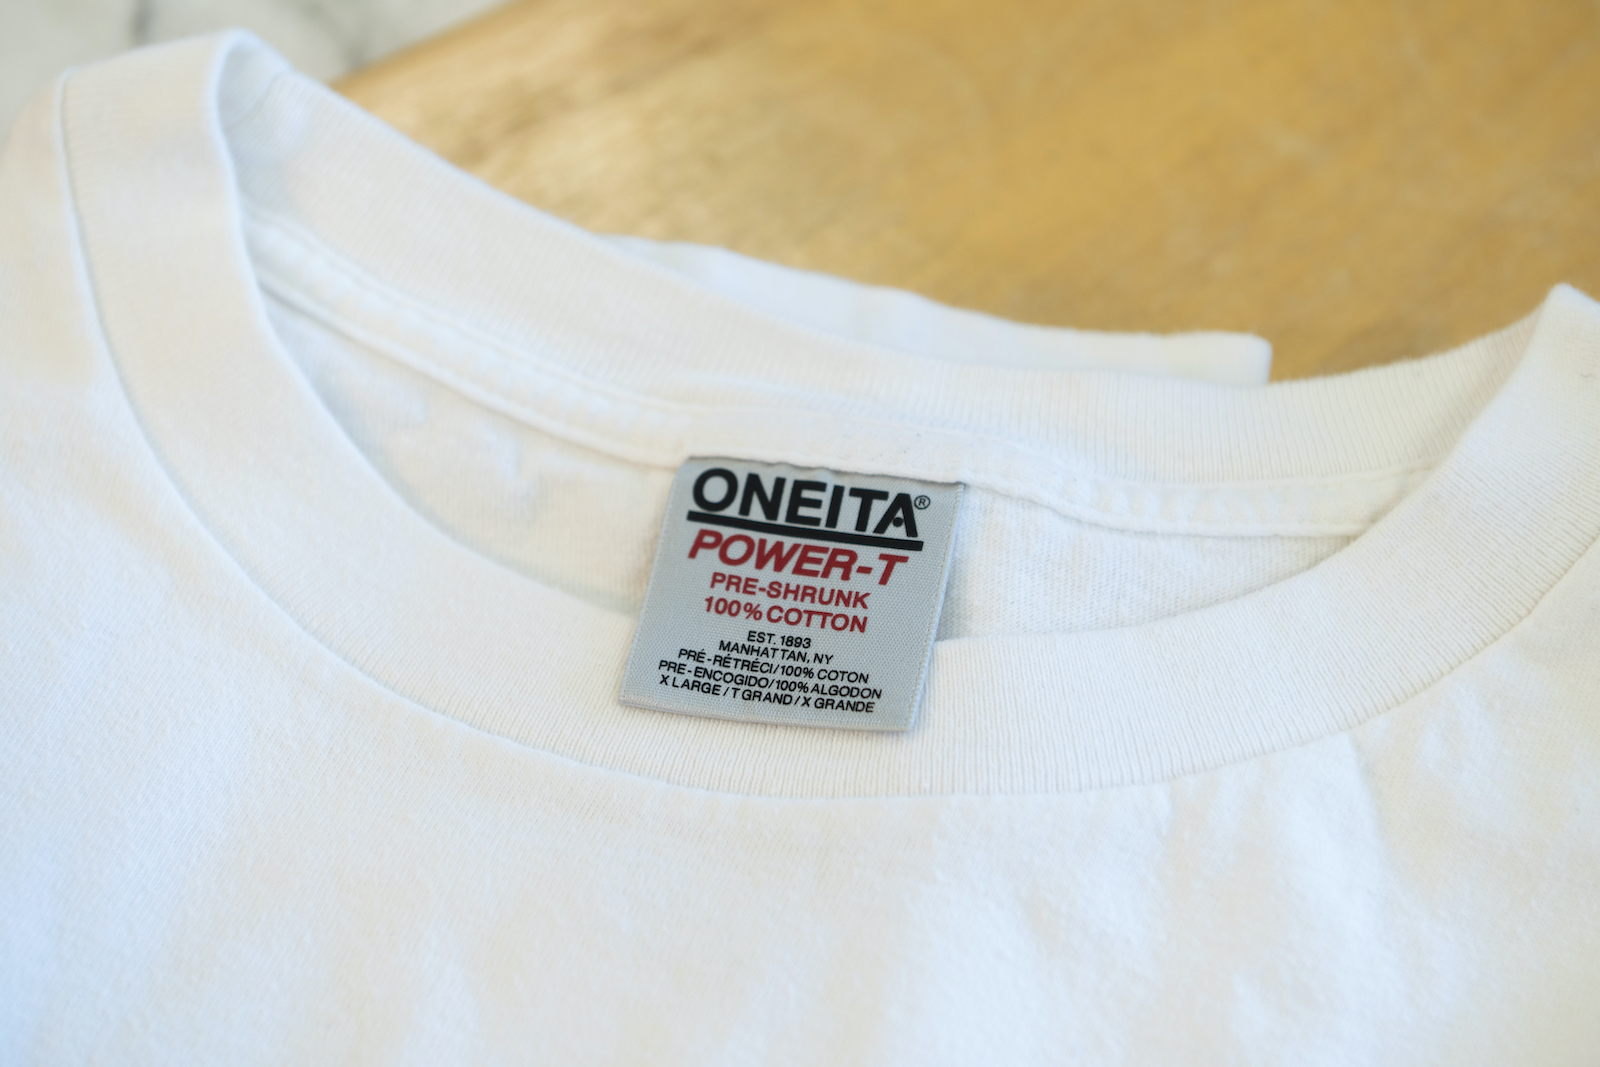 ONEITA®
POWER-T
PRE-SHRUNK
100% COTTON
EST. 1893
MANHATTAN, NY
PRÉ-RÉTRÉCI/100% COTON
PRE-ENCOGIDO/100% ALGODON
X LARGE / T GRAND / X GRANDE